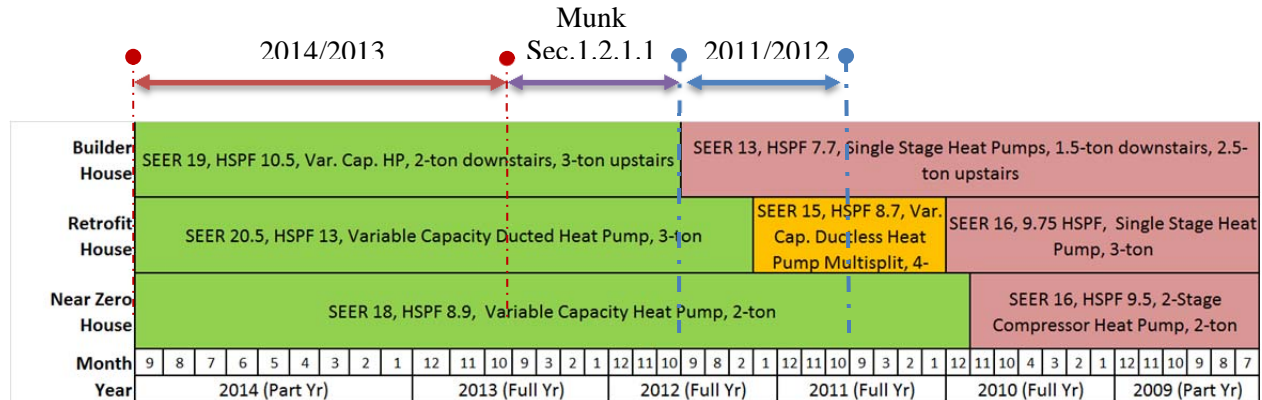 Munk
2014/2013 Sec.1.2.1.1 2011/2012
Builder House
SEER 19, HSPF 10.5, Var. Cap. HP, 2-ton downstairs, 3-ton upstairs
SEER 13, HSPF 7.7, Single Stage Heat Pumps, 1.5-ton downstairs, 2.5-
ton upstairs
Retrofit House
SEER 20.5, HSPF 13, Variable Capacity Ducted Heat Pump, 3-ton
SEER 15, HSPF 8.7, Var.
Cap. Ductless Heat
Pump Multisplit, 4-
SEER 16, 9.75 HSPF, Single Stage Heat
Pump, 3-ton
Near Zero House
SEER 18, HSPF 8.9, Variable Capacity Heat Pump, 2-ton
SEER 16, HSPF 9.5, 2-Stage
Compressor Heat Pump, 2-ton
Month 9 8 7 6 5 4 3 2 1 12 11 10 9 3 2 1 12 11 10 9 8 2 1 12 11 10 9 3 2 1 12 11 10 4 3 2 1 12 11 10 9 8 7
Year 2014 (Part Yr) 2013 (Full Yr) 2012 (Full Yr) 2011 (Full Yr) 2010 (Full Yr) 2009 (Part Yr)